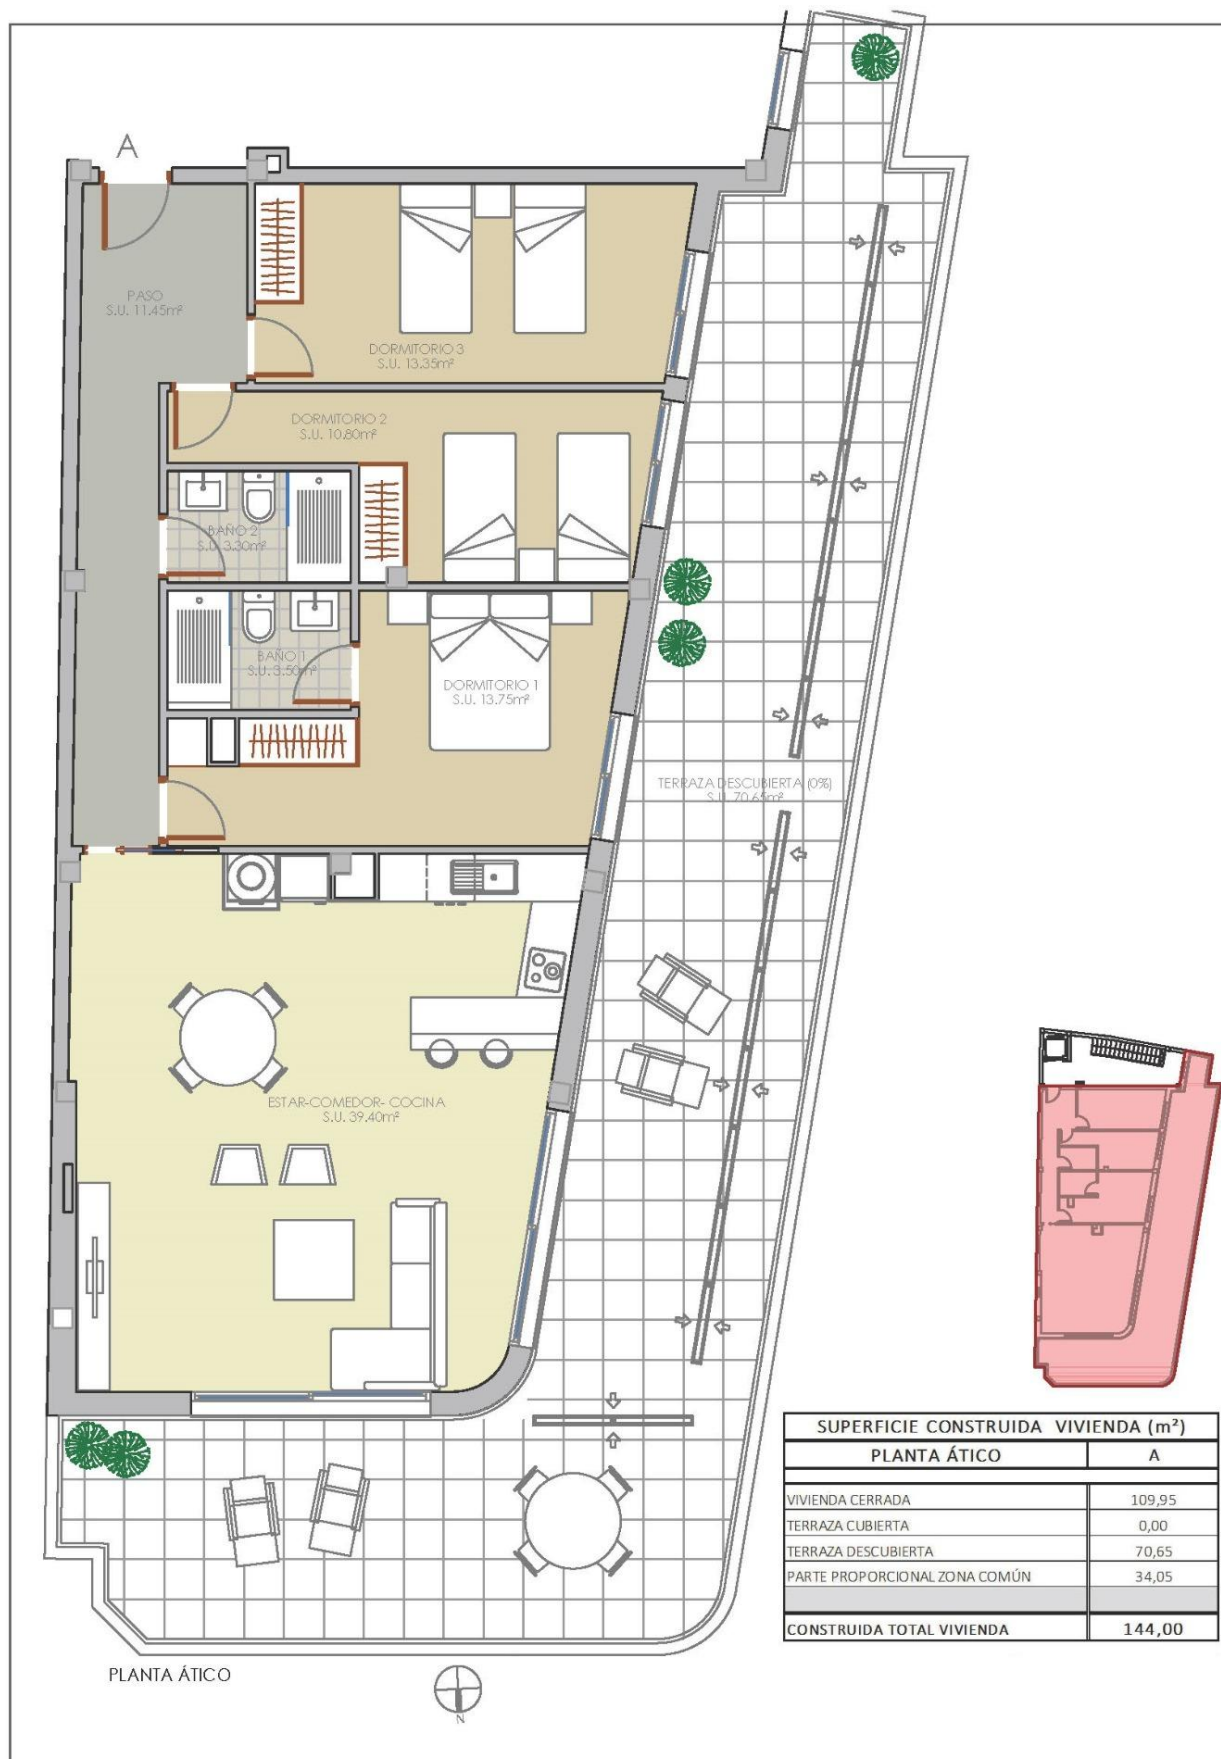 A
PASO
S.U. 11.45m²
DORMITORIO 3
S.U. 13.35m²
DORMITORIO 2
S.U. 10.80m²
BAÑO 2
S.U. 3.30m²
BAÑO 1
S.U. 3.50m²
DORMITORIO 1
S.U. 13.75m²
TERRAZA DESCUBIERTA (0%)
S.U. 70.65m²
ESTAR-COMEDOR- COCINA
S.U. 39.40m²
SUPERFICIE CONSTRUIDA VIVIENDA (m²)
PLANTA ÁTICO A
VIVIENDA CERRADA 109,95
TERRAZA CUBIERTA 0,00
TERRAZA DESCUBIERTA 70,65
PARTE PROPORCIONAL ZONA COMÚN 34,05
CONSTRUIDA TOTAL VIVIENDA 144,00
PLANTA ÁTICO
N